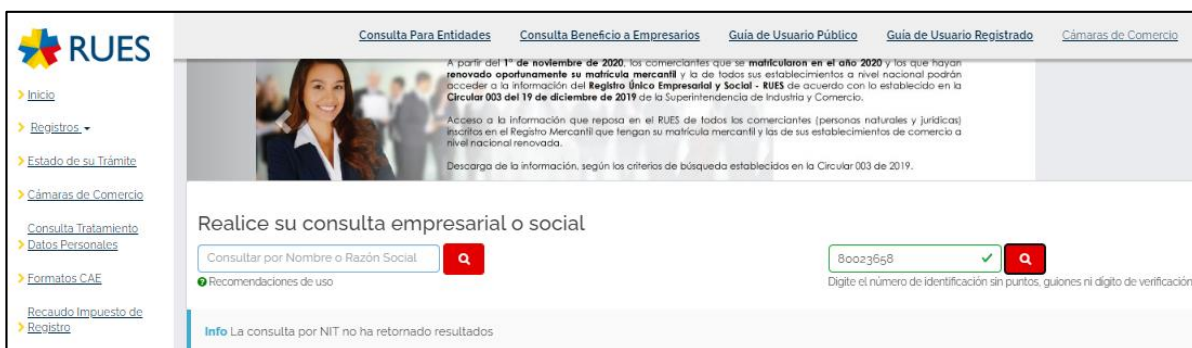 RUES
Consulta Para Entidades
Consulta Beneficio a Empresarios
Guía de Usuario Público
Guía de Usuario Registrado
Cámaras de Comercio
Inicio
Registros
Estado de su Trámite
Cámaras de Comercio
Consulta Tratamiento
Datos Personales
Formatos CAE
Recaudo Impuesto de
Registro
A partir del 1° de noviembre de 2020, los comerciantes que se matricularon en el año 2020 y los que hayan
renovado oportunamente su matrícula mercantil y la de todos sus establecimientos a nivel nacional podrán
acceder a la información del Registro Único Empresarial y Social - RUES de acuerdo con lo establecido en la
Circular 003 del 19 de diciembre de 2019 de la Superintendencia de Industria y Comercio.
Acceso a la información que reposa en el RUES de todos los comerciantes (personas naturales y jurídicas)
inscritos en el Registro Mercantil que tengan su matrícula mercantil y las de sus establecimientos de comercio a
nivel nacional renovada.
Descarga de la información, según los criterios de búsqueda establecidos en la Circular 003 de 2019.
Realice su consulta empresarial o social
Consultar por Nombre o Razón Social
80023658
Recomendaciones de uso
Digite el número de identificación sin puntos, guiones ni dígito de verificación
Info La consulta por NIT no ha retornado resultados